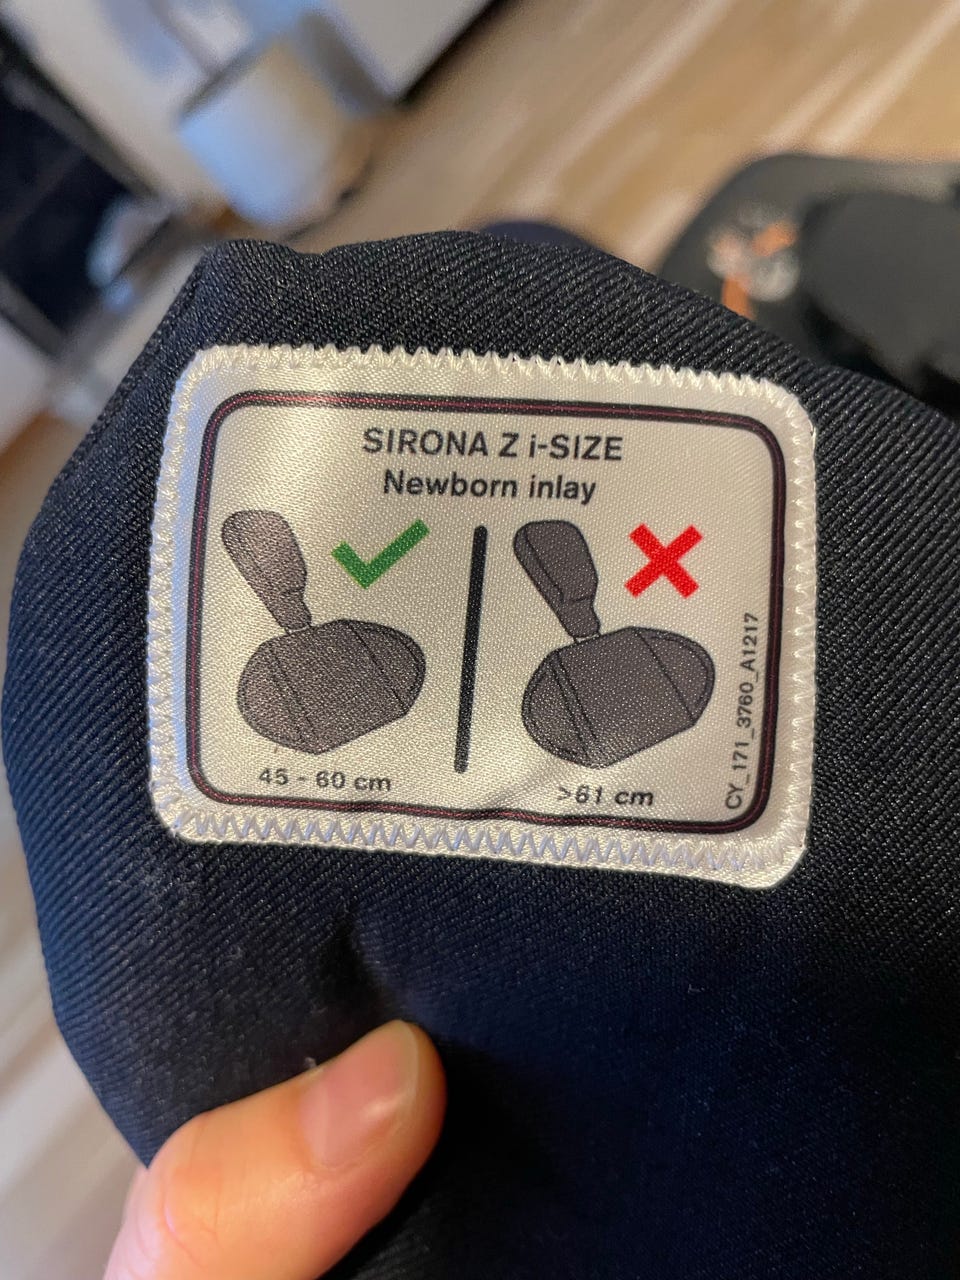 SIRONA Z i-SIZE
Newborn inlay
45 - 60 cm
>61 cm
CY_171_3760_A1217